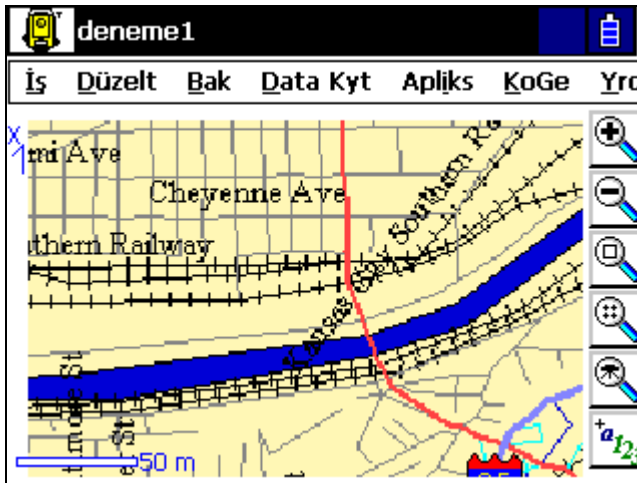 deneme1
İş Düzelt Bak Data Kyt Apliks KoGe
mi Ave
Cheyenne Ave
Southern
thern Railway
Kansas City
50 m